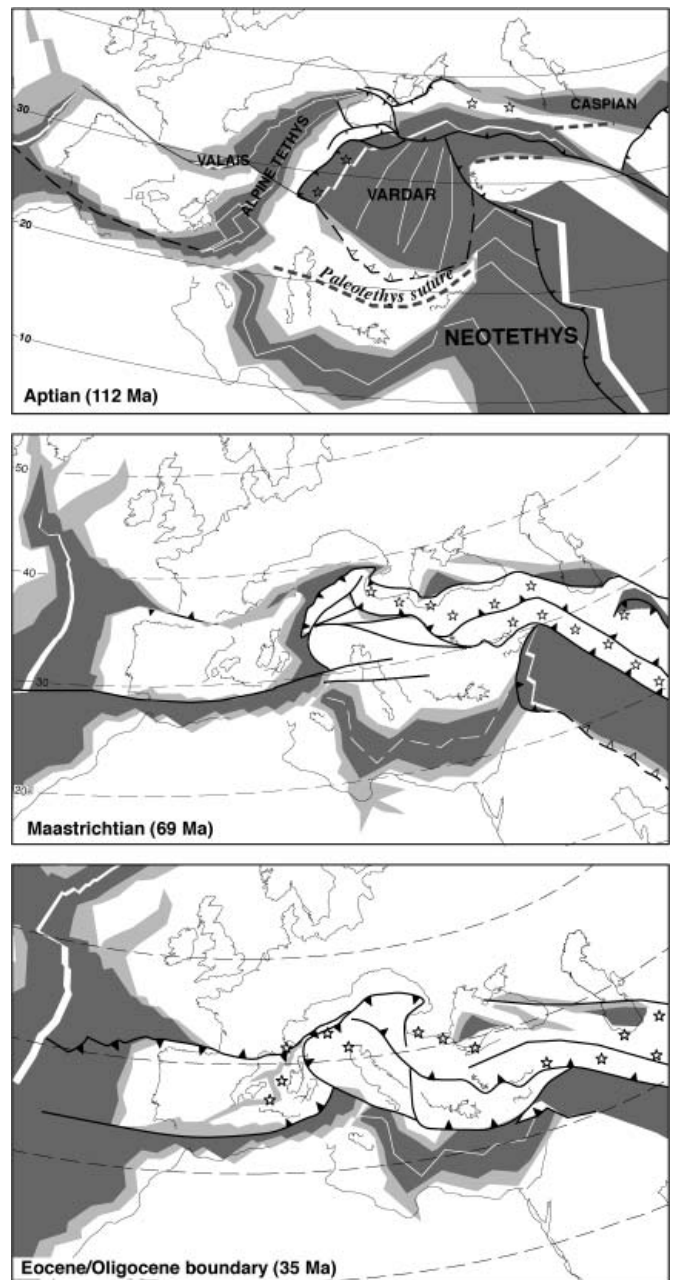 30
CASPIAN
VALAIS
ALPINE TETHYS
VARDAR
20
Paleotethys suture
10
NEOTETHYS
Aptian (112 Ma)
50
40
30
20
Maastrichtian (69 Ma)
Eocene/Oligocene boundary (35 Ma)